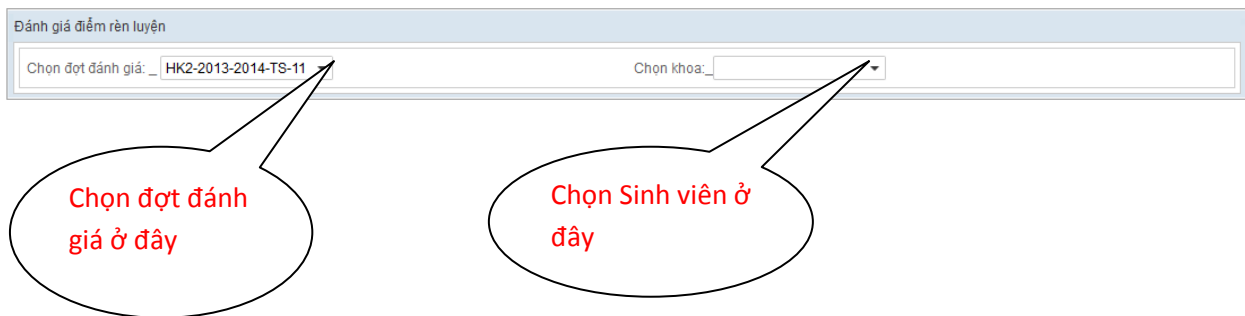 Đánh giá điểm rèn luyện
Chọn đợt đánh giá: _ HK2-2013-2014-TS-11 Chọn khoa:_
Chọn đợt đánh
giá ở đây
Chọn Sinh viên ở
đây